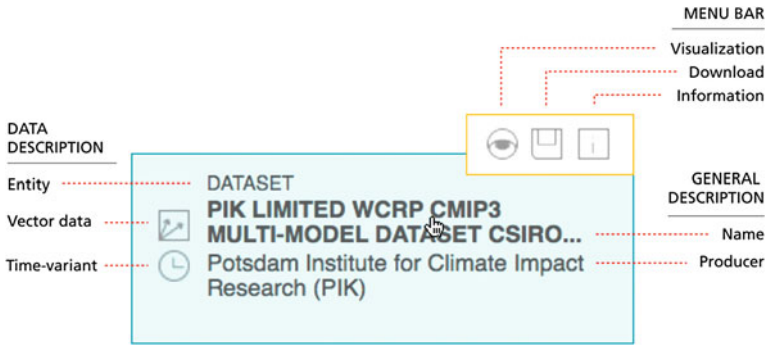 MENU BAR
Visualization
Download
Information
DATA
DESCRIPTION
Entity
Vector data
Time-variant
DATASET
PIK LIMITED WCRP CMIP3
MULTI-MODEL DATASET CSIRO...
Potsdam Institute for Climate Impact
Research (PIK)
i
GENERAL
DESCRIPTION
Name
Producer